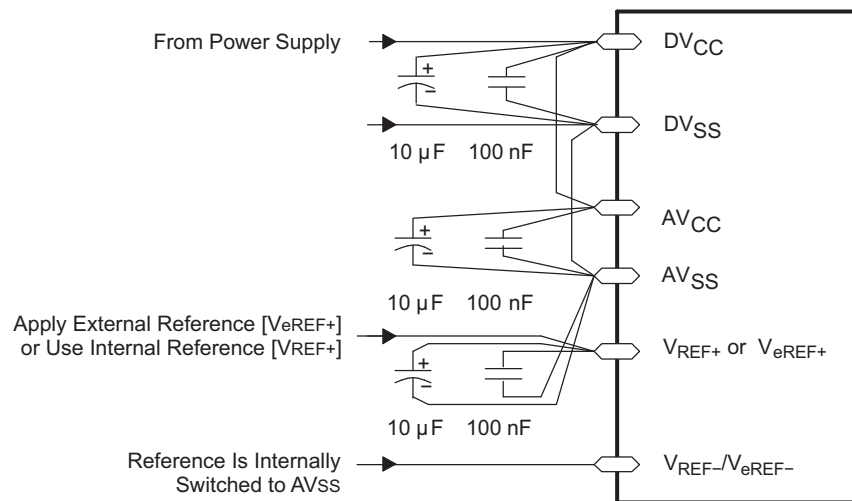 From Power Supply
DVCC
+
−
DVSS
10 µF 100 nF
AVCC
+
−
AVSS
10 µF 100 nF
Apply External Reference [VeREF+]
or Use Internal Reference [VREF+]
VREF+ or VeREF+
+
−
10 µF 100 nF
Reference Is Internally
Switched to AVSS
VREF−/VeREF−